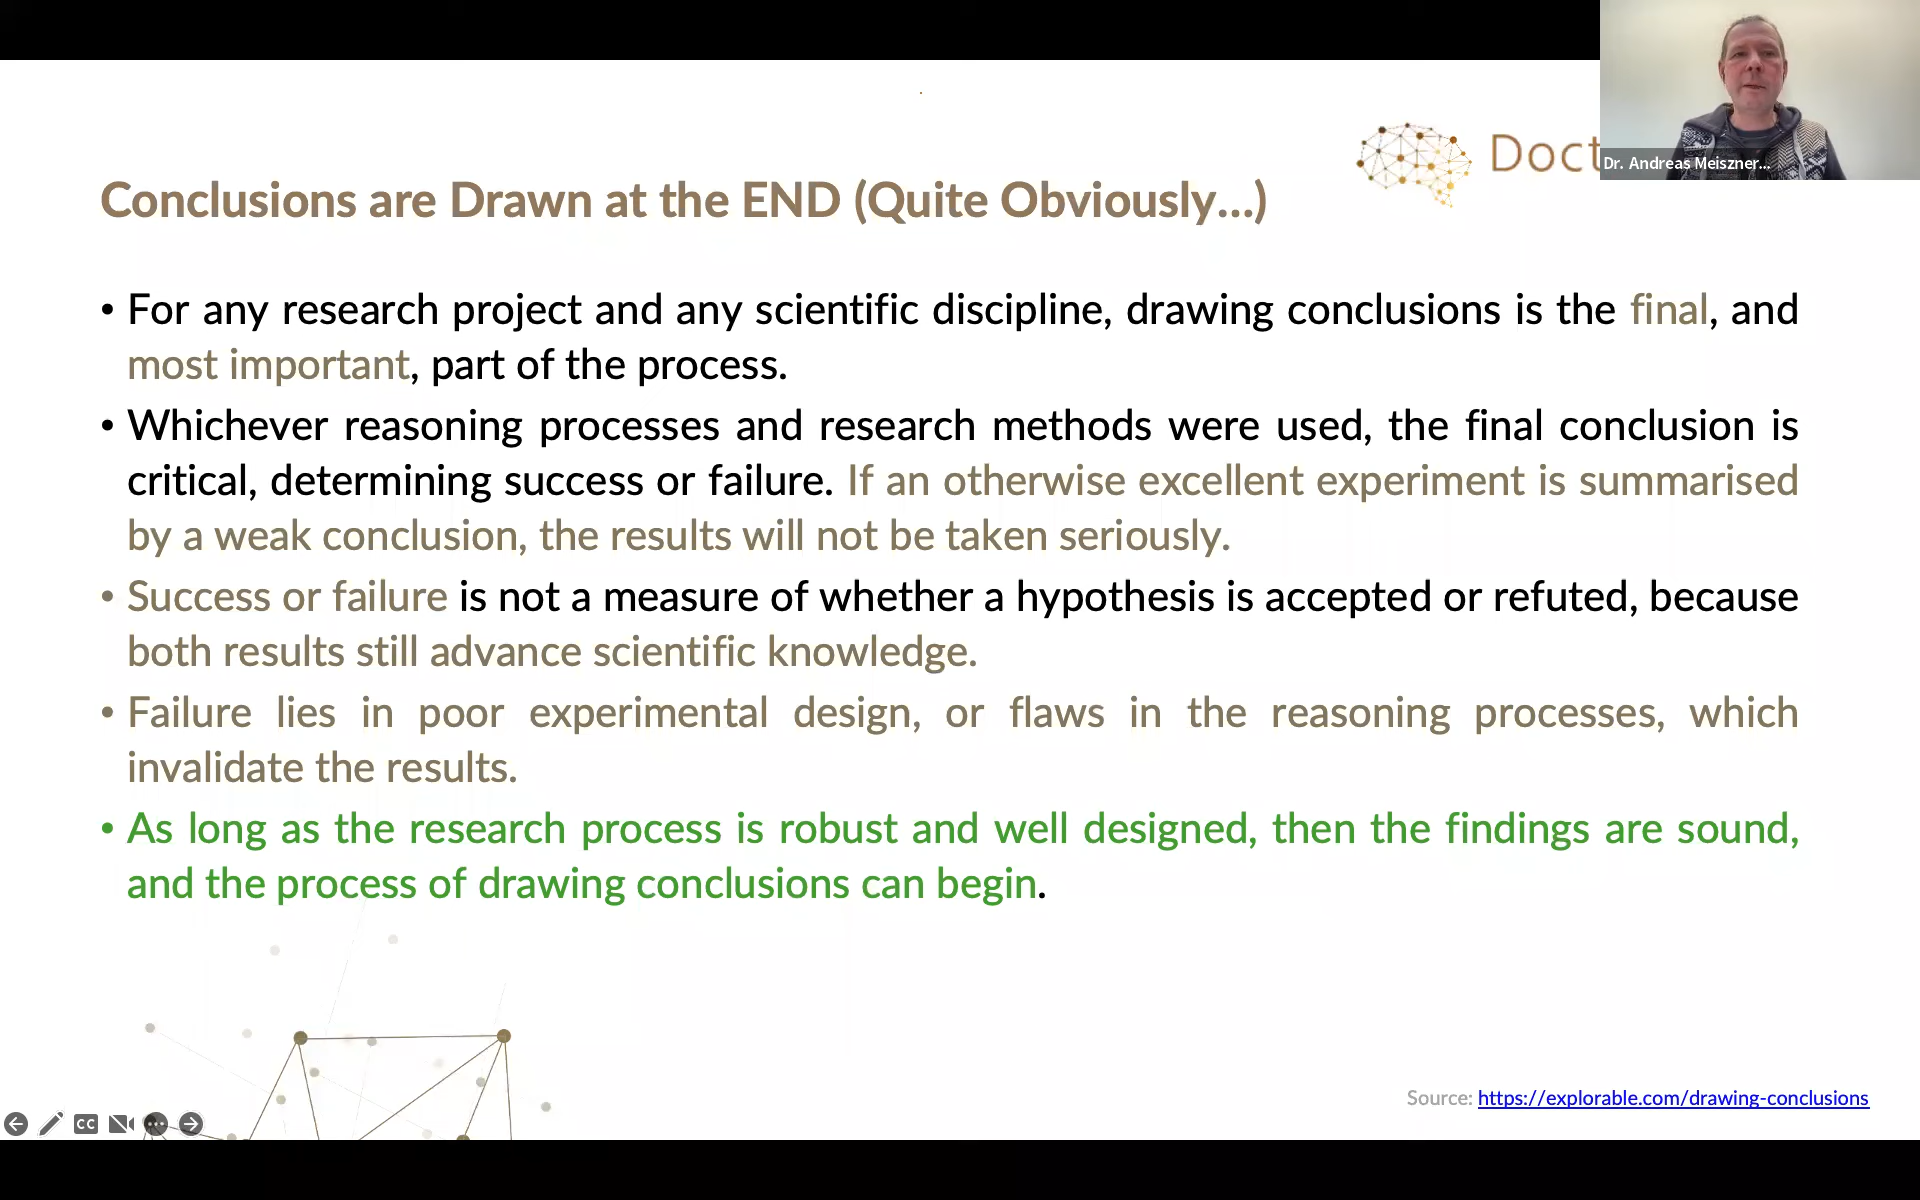 Doct
Dr. Andreas Meiszner...
Conclusions are Drawn at the END (Quite Obviously...)
• For any research project and any scientific discipline, drawing conclusions is the final, and
most important, part of the process.
• Whichever reasoning processes and research methods were used, the final conclusion is
critical, determining success or failure. If an otherwise excellent experiment is summarised
by a weak conclusion, the results will not be taken seriously.
• Success or failure is not a measure of whether a hypothesis is accepted or refuted, because
both results still advance scientific knowledge.
• Failure lies in poor experimental design, or flaws in the reasoning processes, which
invalidate the results.
• As long as the research process is robust and well designed, then the findings are sound,
and the process of drawing conclusions can begin.
Source: https://explorable.com/drawing-conclusions
CC